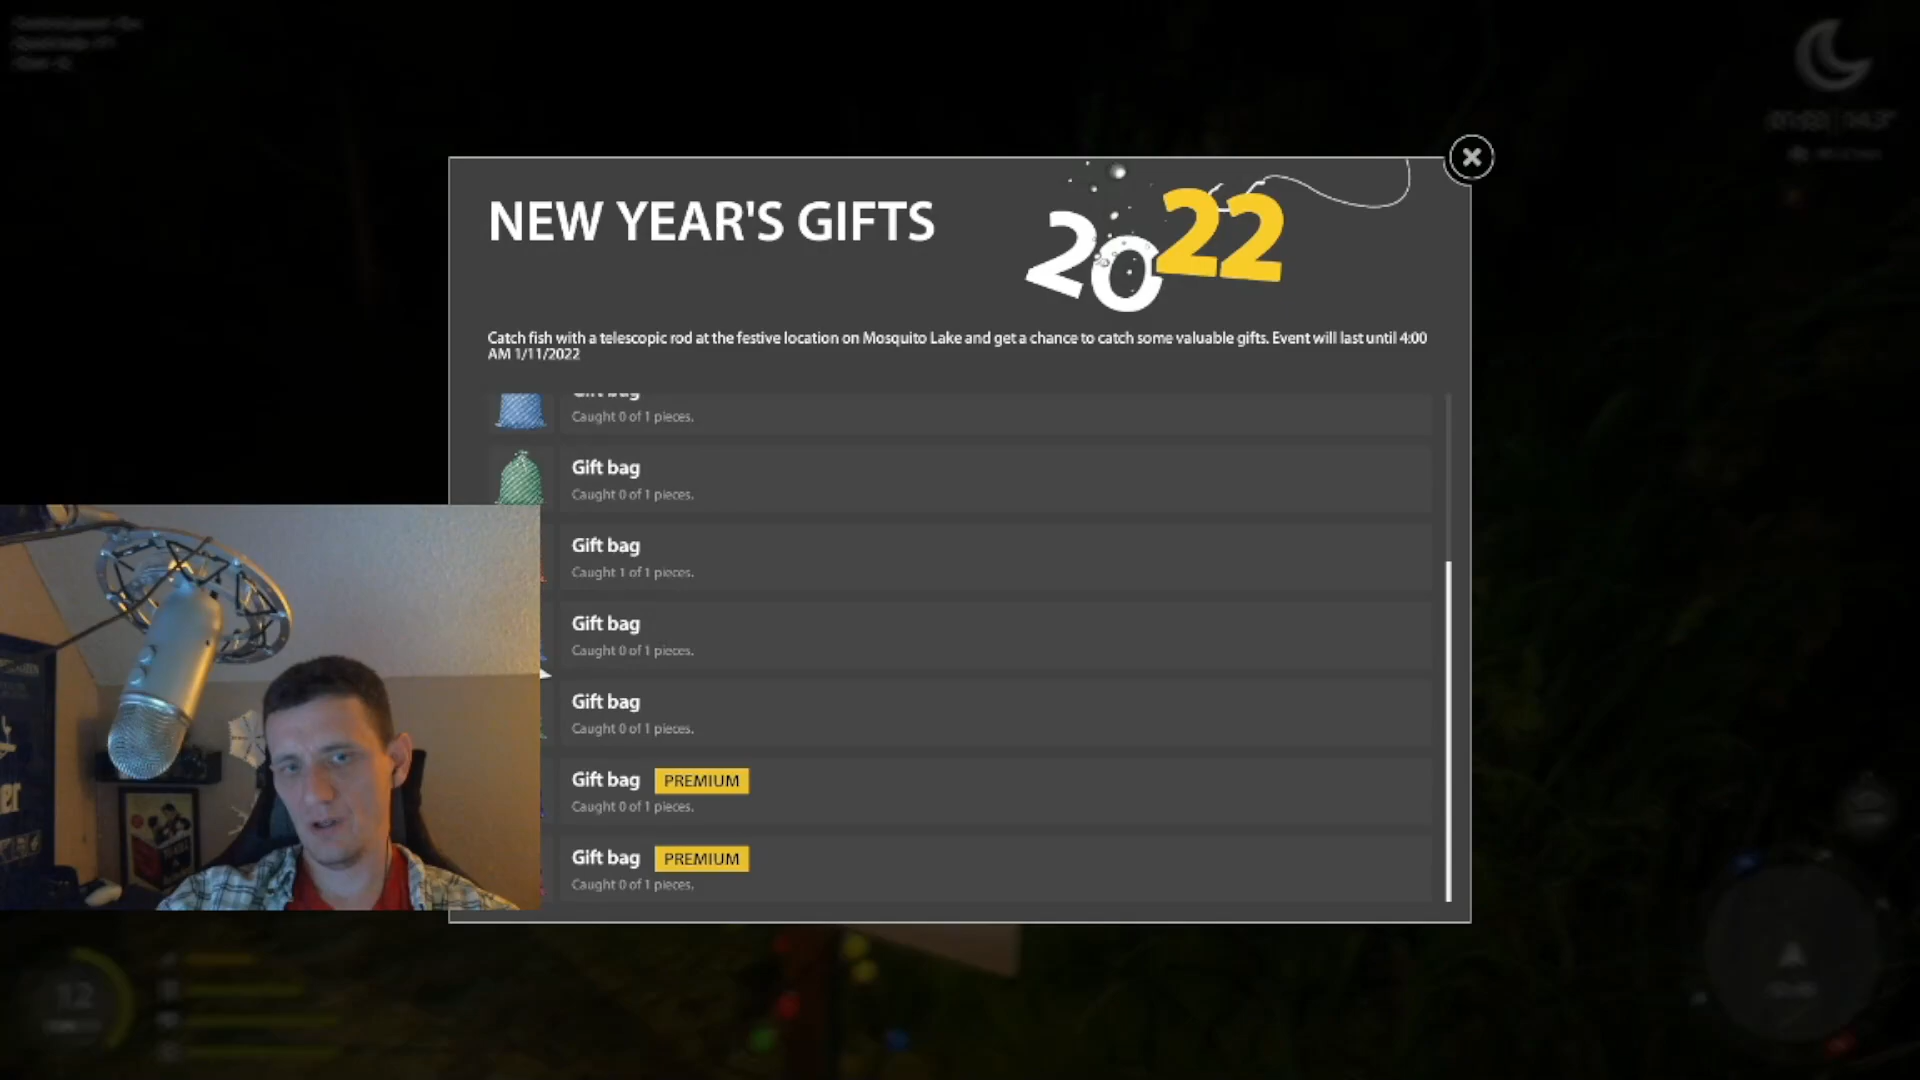 NEW YEAR'S GIFTS
2022
Catch fish with a telescopic rod at the festive location on Mosquito Lake and get a chance to catch some valuable gifts. Event will last until 4:00
AM 1/11/2022
Gift bag
Caught 0 of 1 pieces.
Gift bag
Caught 0 of 1 pieces.
Gift bag
Caught 1 of 1 pieces.
Gift bag
Caught 0 of 1 pieces.
Gift bag
Caught 0 of 1 pieces.
Gift bag PREMIUM
Caught 0 of 1 pieces.
Gift bag PREMIUM
Caught 0 of 1 pieces.
12